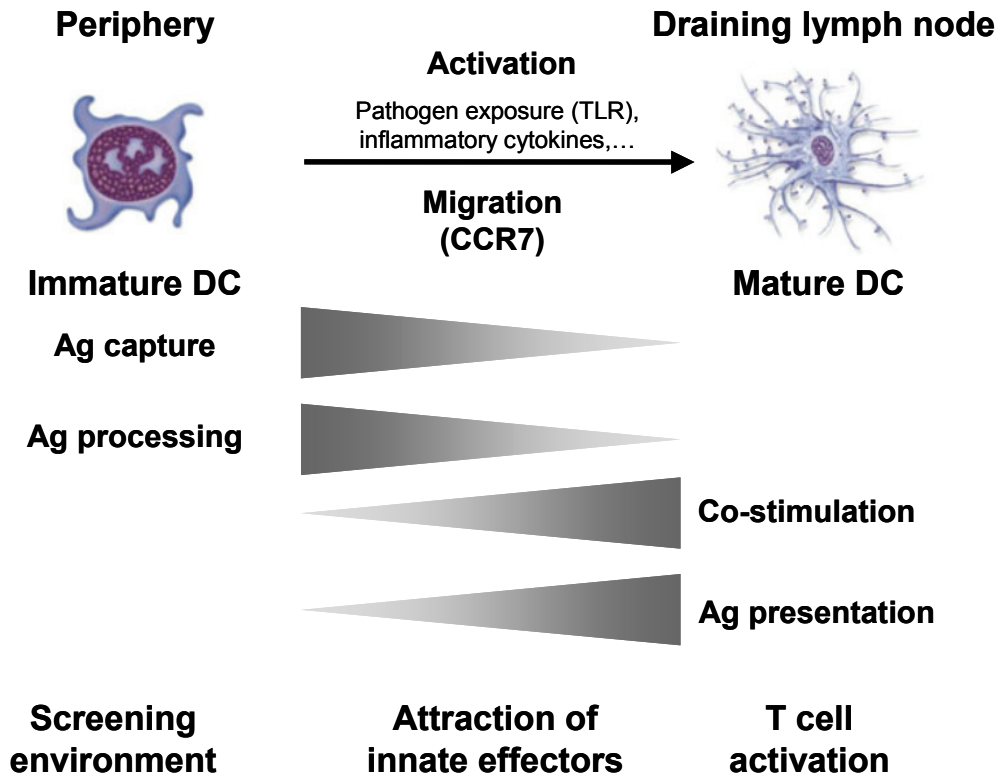 Periphery
Draining lymph node
Activation
Pathogen exposure (TLR),
inflammatory cytokines,...
Migration
(CCR7)
Immature DC
Mature DC
Ag capture
Ag processing
Co-stimulation
Ag presentation
Screening
environment
Attraction of
innate effectors
T cell
activation